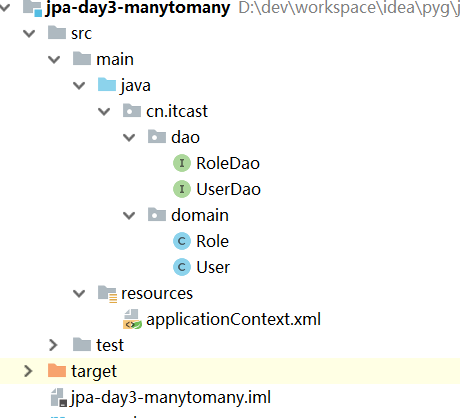 jpa-day3-manytomany D:\dev\workspace\idea\pyg\j
src
main
java
cn.itcast
dao
I RoleDao
I UserDao
domain
C Role
C User
resources
applicationContext.xml
test
target
jpa-day3-manytomany.iml